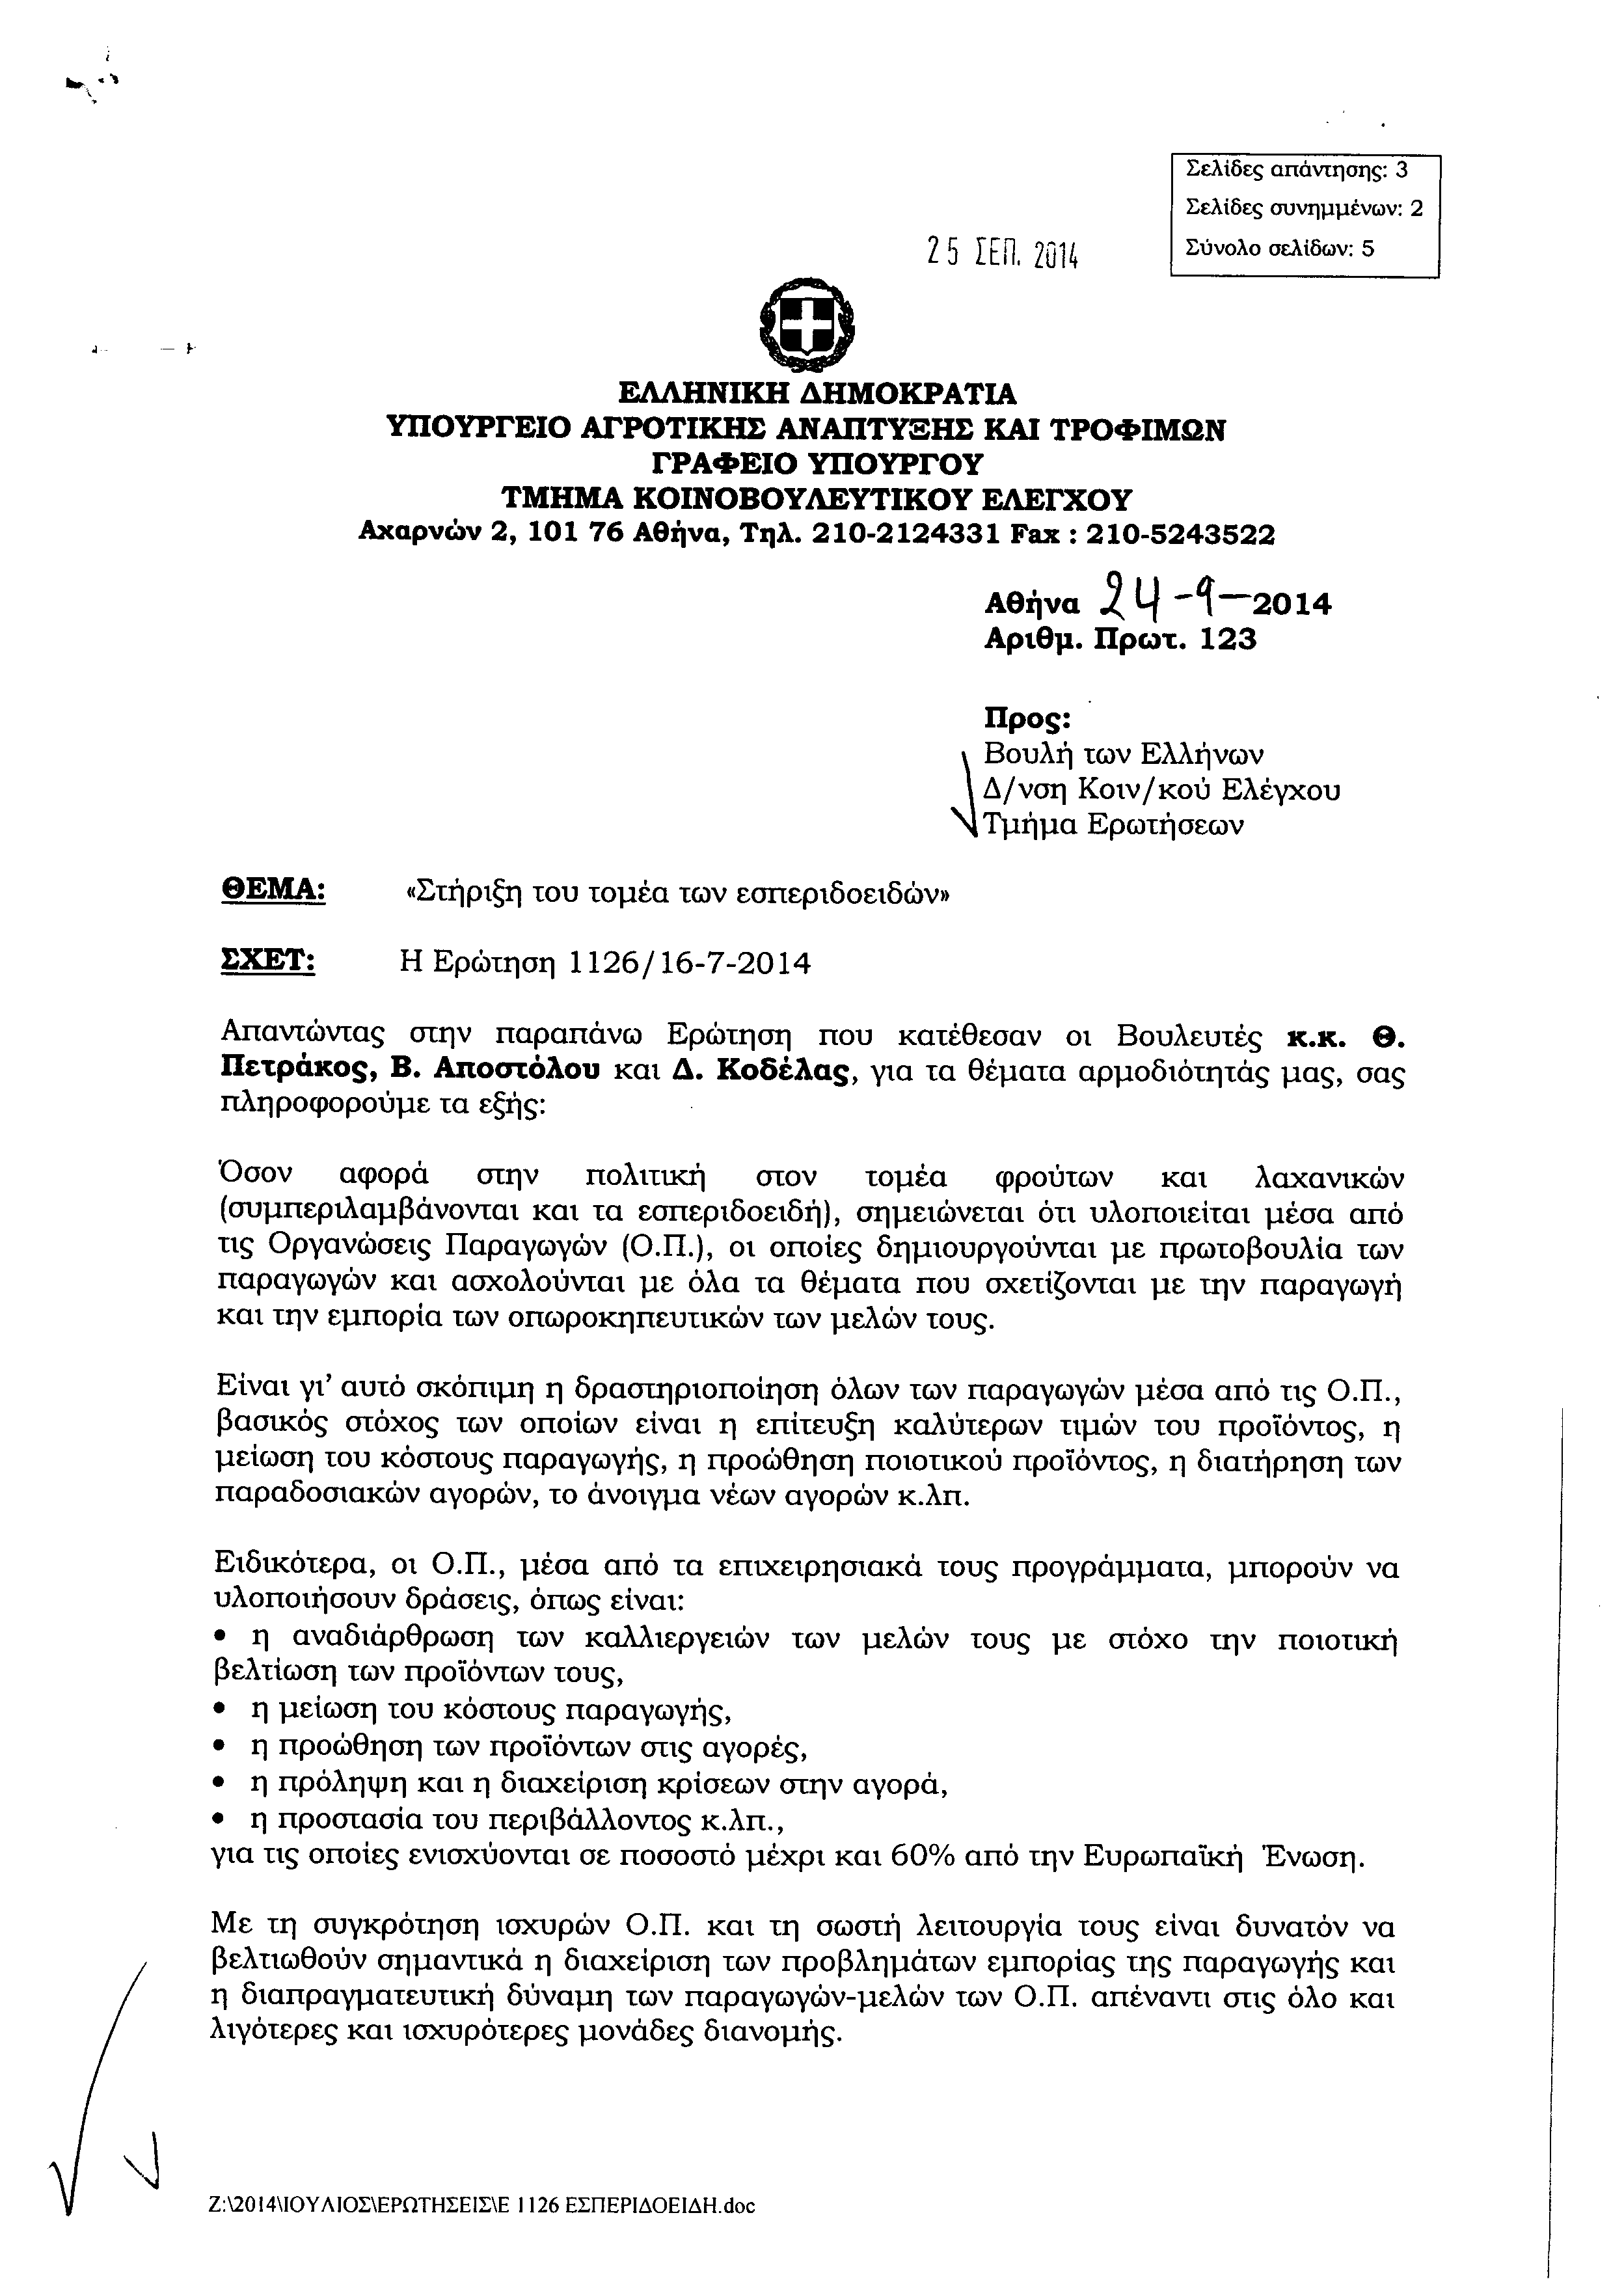 Σελίδες απάντησης: 3
Σελίδες συνημμένων: 2
Σύνολο σελίδων: 5
25 ΣΕΠ. 2014
ΕΛΛΗΝΙΚΗ ΔΗΜΟΚΡΑΤΙΑ
ΥΠΟΥΡΓΕΙΟ ΑΓΡΟΤΙΚΗΣ ΑΝΑΠΤΥΞΗΣ ΚΑΙ ΤΡΟΦΙΜΩΝ
ΓΡΑΦΕΙΟ ΥΠΟΥΡΓΟΥ
ΤΜΗΜΑ ΚΟΙΝΟΒΟΥΛΕΥΤΙΚΟΥ ΕΛΕΓΧΟΥ
Αχαρνών 2, 101 76 Αθήνα, Τηλ. 210-2124331 Fax : 210-5243522
Αθήνα 24-9-2014
Αριθμ. Πρωτ. 123
Προς:
Βουλή των Ελλήνων
Δ/νση Κοιν/κού Ελέγχου
Τμήμα Ερωτήσεων
ΘΕΜΑ: «Στήριξη του τομέα των εσπεριδοειδών»
ΣΧΕΤ: Η Ερώτηση 1126/16-7-2014
Απαντώντας στην παραπάνω Ερώτηση που κατέθεσαν οι Βουλευτές κ.κ. Θ.
Πετράκος, Β. Αποστόλου και Δ. Κοδέλας, για τα θέματα αρμοδιότητάς μας, σας
πληροφορούμε τα εξής:
Όσον αφορά στην πολιτική στον τομέα φρούτων και λαχανικών
(συμπεριλαμβάνονται και τα εσπεριδοειδή), σημειώνεται ότι υλοποιείται μέσα από
τις Οργανώσεις Παραγωγών (Ο.Π.), οι οποίες δημιουργούνται με πρωτοβουλία των
παραγωγών και ασχολούνται με όλα τα θέματα που σχετίζονται με την παραγωγή
και την εμπορία των οπωροκηπευτικών των μελών τους.
Είναι γι’ αυτό σκόπιμη η δραστηριοποίηση όλων των παραγωγών μέσα από τις Ο.Π.,
βασικός στόχος των οποίων είναι η επίτευξη καλύτερων τιμών του προϊόντος, η
μείωση του κόστους παραγωγής, η προώθηση ποιοτικού προϊόντος, η διατήρηση των
παραδοσιακών αγορών, το άνοιγμα νέων αγορών κ.λπ.
Ειδικότερα, οι Ο.Π., μέσα από τα επιχειρησιακά τους προγράμματα, μπορούν να
υλοποιήσουν δράσεις, όπως είναι:
• η αναδιάρθρωση των καλλιεργειών των μελών τους με στόχο την ποιοτική
βελτίωση των προϊόντων τους,
• η μείωση του κόστους παραγωγής,
• η προώθηση των προϊόντων στις αγορές,
• η πρόληψη και η διαχείριση κρίσεων στην αγορά,
• η προστασία του περιβάλλοντος κ.λπ.,
για τις οποίες ενισχύονται σε ποσοστό μέχρι και 60% από την Ευρωπαϊκή Ένωση.
Με τη συγκρότηση ισχυρών Ο.Π. και τη σωστή λειτουργία τους είναι δυνατόν να
βελτιωθούν σημαντικά η διαχείριση των προβλημάτων εμπορίας της παραγωγής και
η διαπραγματευτική δύναμη των παραγωγών-μελών των Ο.Π. απέναντι στις όλο και
λιγότερες και ισχυρότερες μονάδες διανομής.
Z:\2014\ΙΟΥΛΙΟΣ\ΕΡΩΤΗΣΕΙΣ\Ε 1126 ΕΣΠΕΡΙΔΟΕΙΔΗ.doc